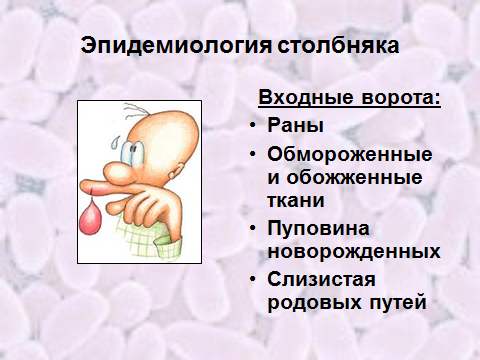 Эпидемиология столбняка
Входные ворота:
• Раны
• Обмороженные
и обожженные
ткани
• Пуповина
новорожденных
• Слизистая
родовых путей